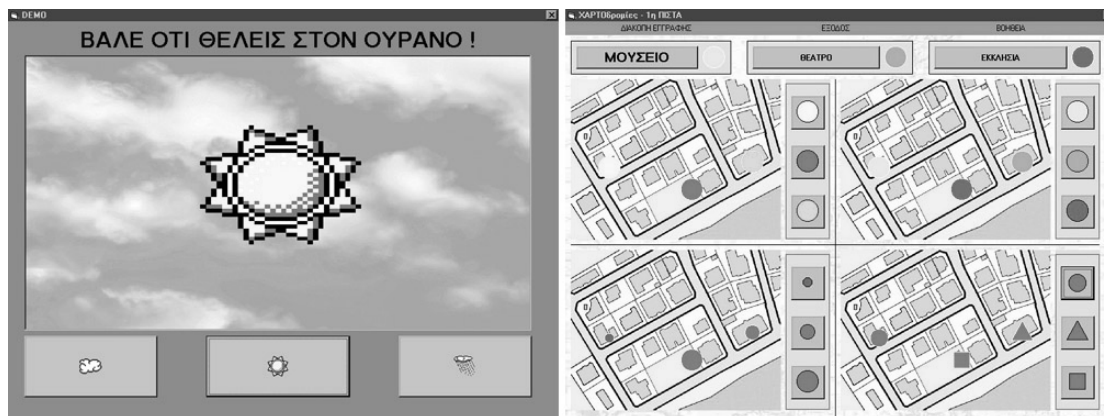 DEMO
ΒΑΛΕ ΟΤΙ ΘΕΛΕΙΣ ΣΤΟΝ ΟΥΡΑΝΟ !
ΧΑΡΤΟδρομίες - 1η ΠΙΣΤΑ
ΔΙΑΚΟΠΗ ΕΓΓΡΑΦΗΣ ΕΞΟΔΟΣ ΒΟΗΘΕΙΑ
ΜΟΥΣΕΙΟ ΘΕΑΤΡΟ ΕΚΚΛΗΣΙΑ